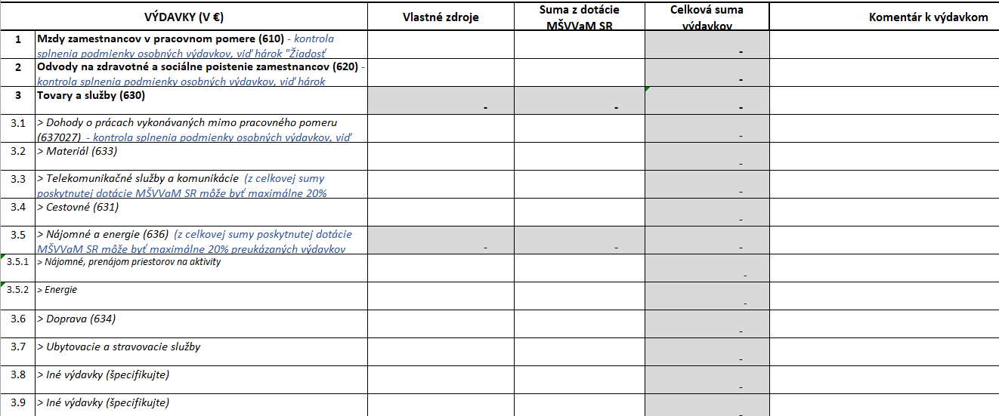 VÝDAVKY (V €) Vlastné zdroje Suma z dotácie MŠVVaM SR Celková suma výdavkov Komentár k výdavkom
1 Mzdy zamestnancov v pracovnom pomere (610) - kontrola
splnenia podmienky osobných výdavkov, viď hárok "Žiadosť
-
2 Odvody na zdravotné a sociálne poistenie zamestnancov (620) -
kontrola splnenia podmienky osobných výdavkov, viď hárok
-
3 Tovary a služby (630)
- - -
3.1 > Dohody o prácach vykonávaných mimo pracovného pomeru
(637027) - kontrola splnenia podmienky osobných výdavkov, viď
-
3.2 > Materiál (633)
-
3.3 > Telekomunikačné služby a komunikácie (z celkovej sumy
poskytnutej dotácie MŠVVaM SR môže byť maximálne 20%
-
3.4 > Cestovné (631)
-
3.5 > Nájomné a energie (636) (z celkovej sumy poskytnutej dotácie
MŠVVaM SR môže byť maximálne 20% preukázaných výdavkov
- - -
3.5.1 > Nájomné, prenájom priestorov na aktivity
-
3.5.2 > Energie
-
3.6 > Doprava (634)
-
3.7 > Ubytovacie a stravovacie služby
-
3.8 > Iné výdavky (špecifikujte)
-
3.9 > Iné výdavky (špecifikujte)
-